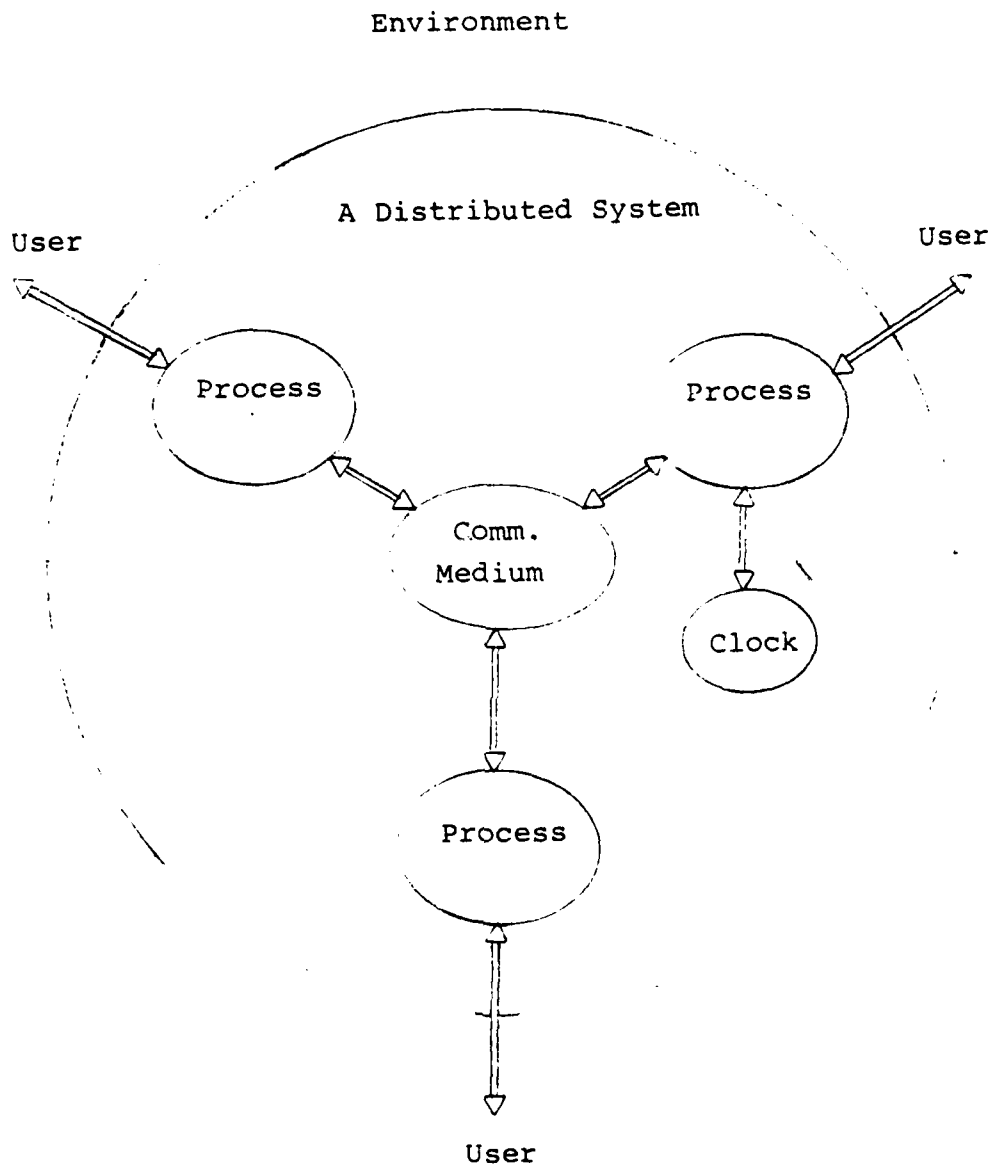 Environment
A Distributed System
User
User
Process
Process
Comm.
Medium
Clock
Process
User